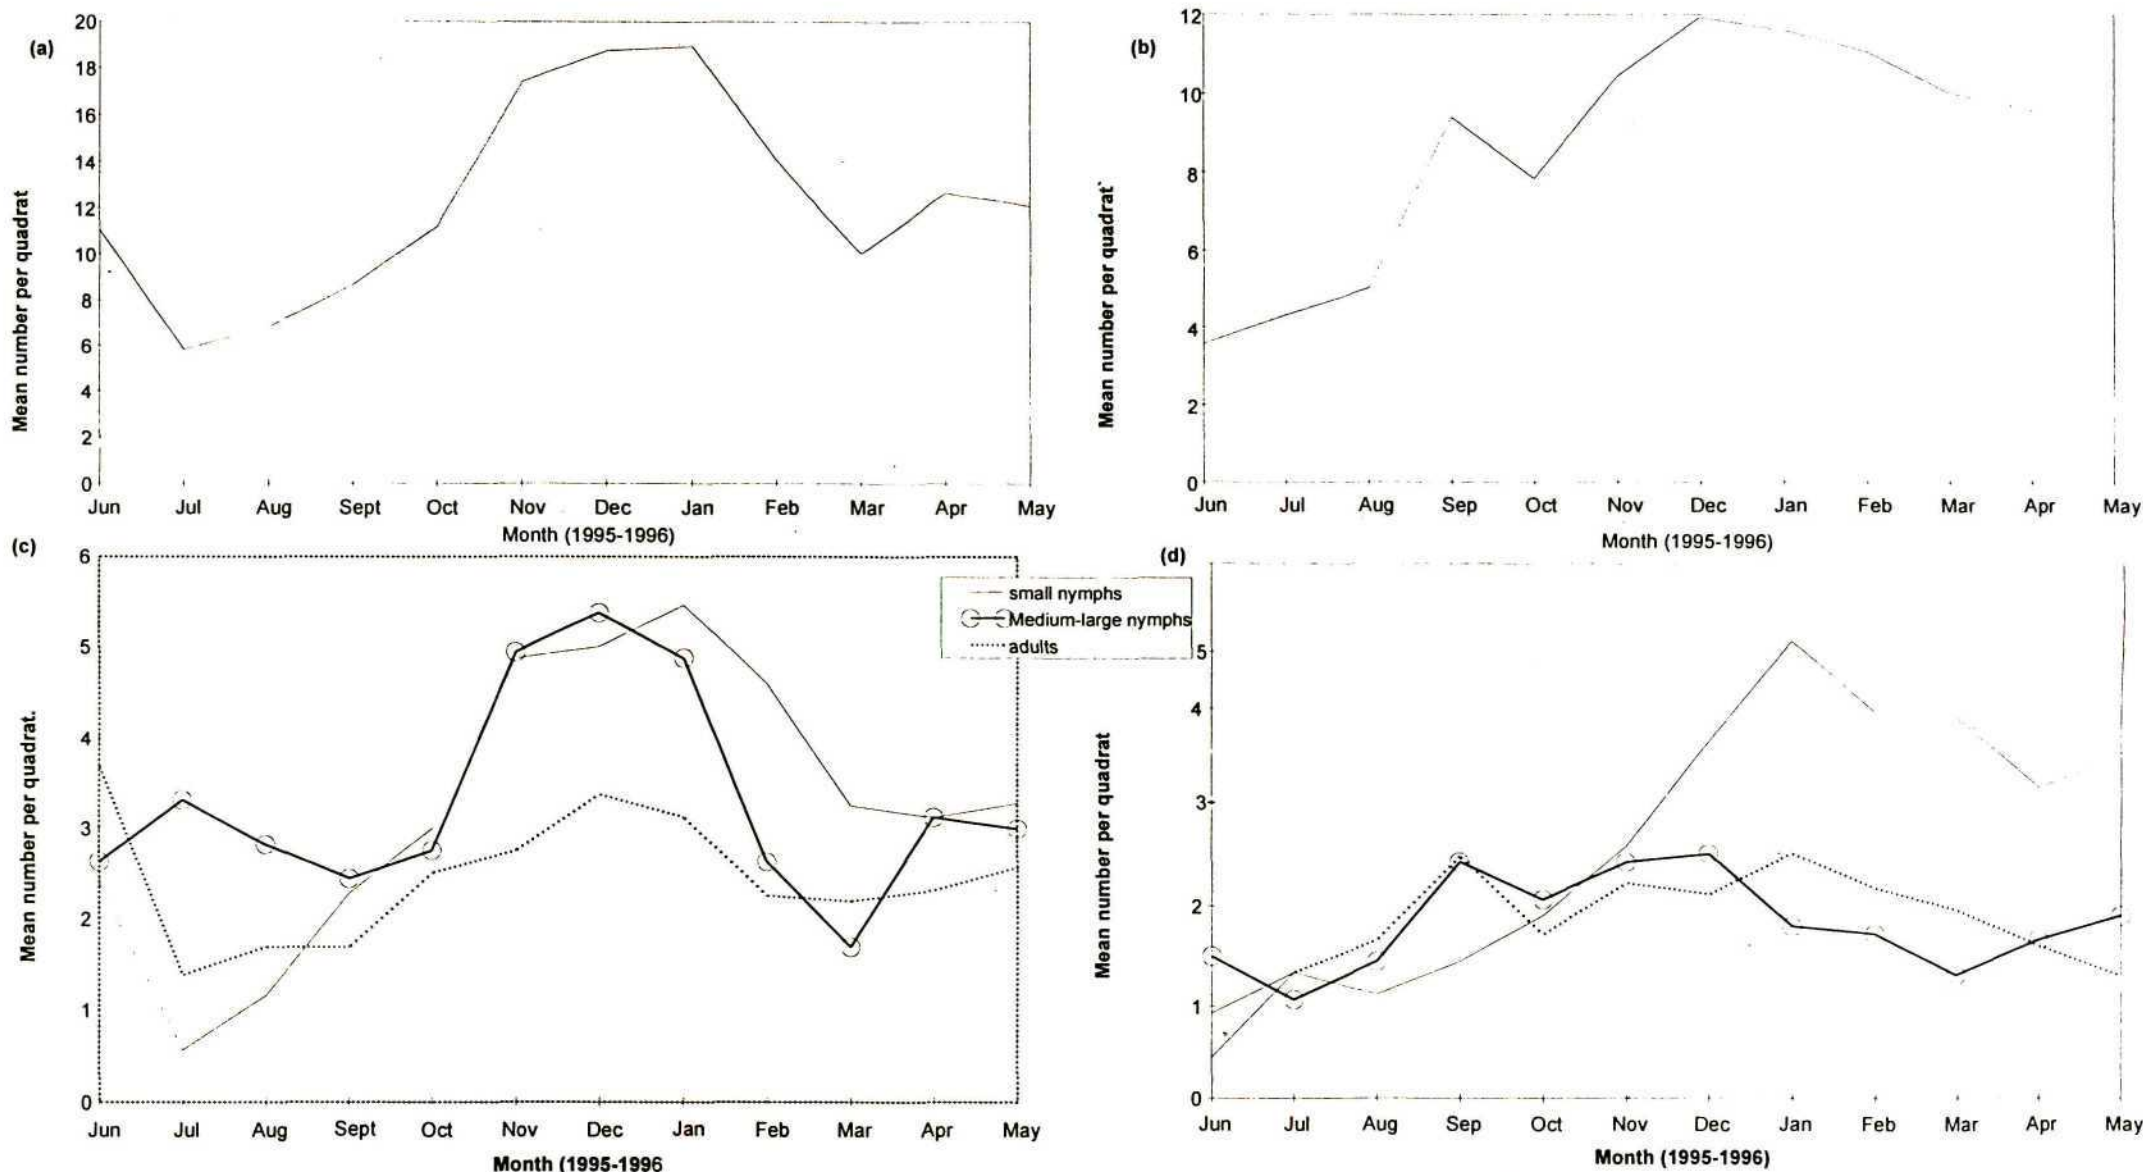 (a)
Mean number per quadrat
20
18
16
14
12
10
8
6
4
2
0
Jun Jul Aug Sept Oct Nov Dec Jan Feb Mar Apr May
Month (1995-1996)
(b)
Mean number per quadrat
12
10
8
6
4
2
0
Jun Jul Aug Sep Oct Nov Dec Jan Feb Mar Apr May
Month (1995-1996)
(c)
Mean number per quadrat.
6
5
4
3
2
1
0
Jun Jul Aug Sept Oct Nov Dec Jan Feb Mar Apr May
Month (1995-1996
small nymphs
Medium-large nymphs
adults
(d)
Mean number per quadrat
5
4
3
2
1
0
Jun Jul Aug Sep Oct Nov Dec Jan Feb Mar Apr May
Month (1995-1996)